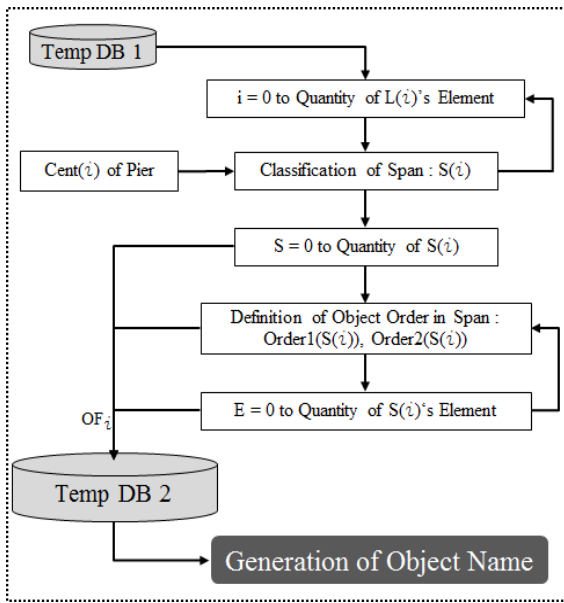 Temp DB 1
i = 0 to Quantity of L(i)'s Element
Cent(i) of Pier
Classification of Span : S(i)
S = 0 to Quantity of S(i)
Definition of Object Order in Span :
Order1(S(i)), Order2(S(i))
E = 0 to Quantity of S(i)‘s Element
OFi
Temp DB 2
Generation of Object Name